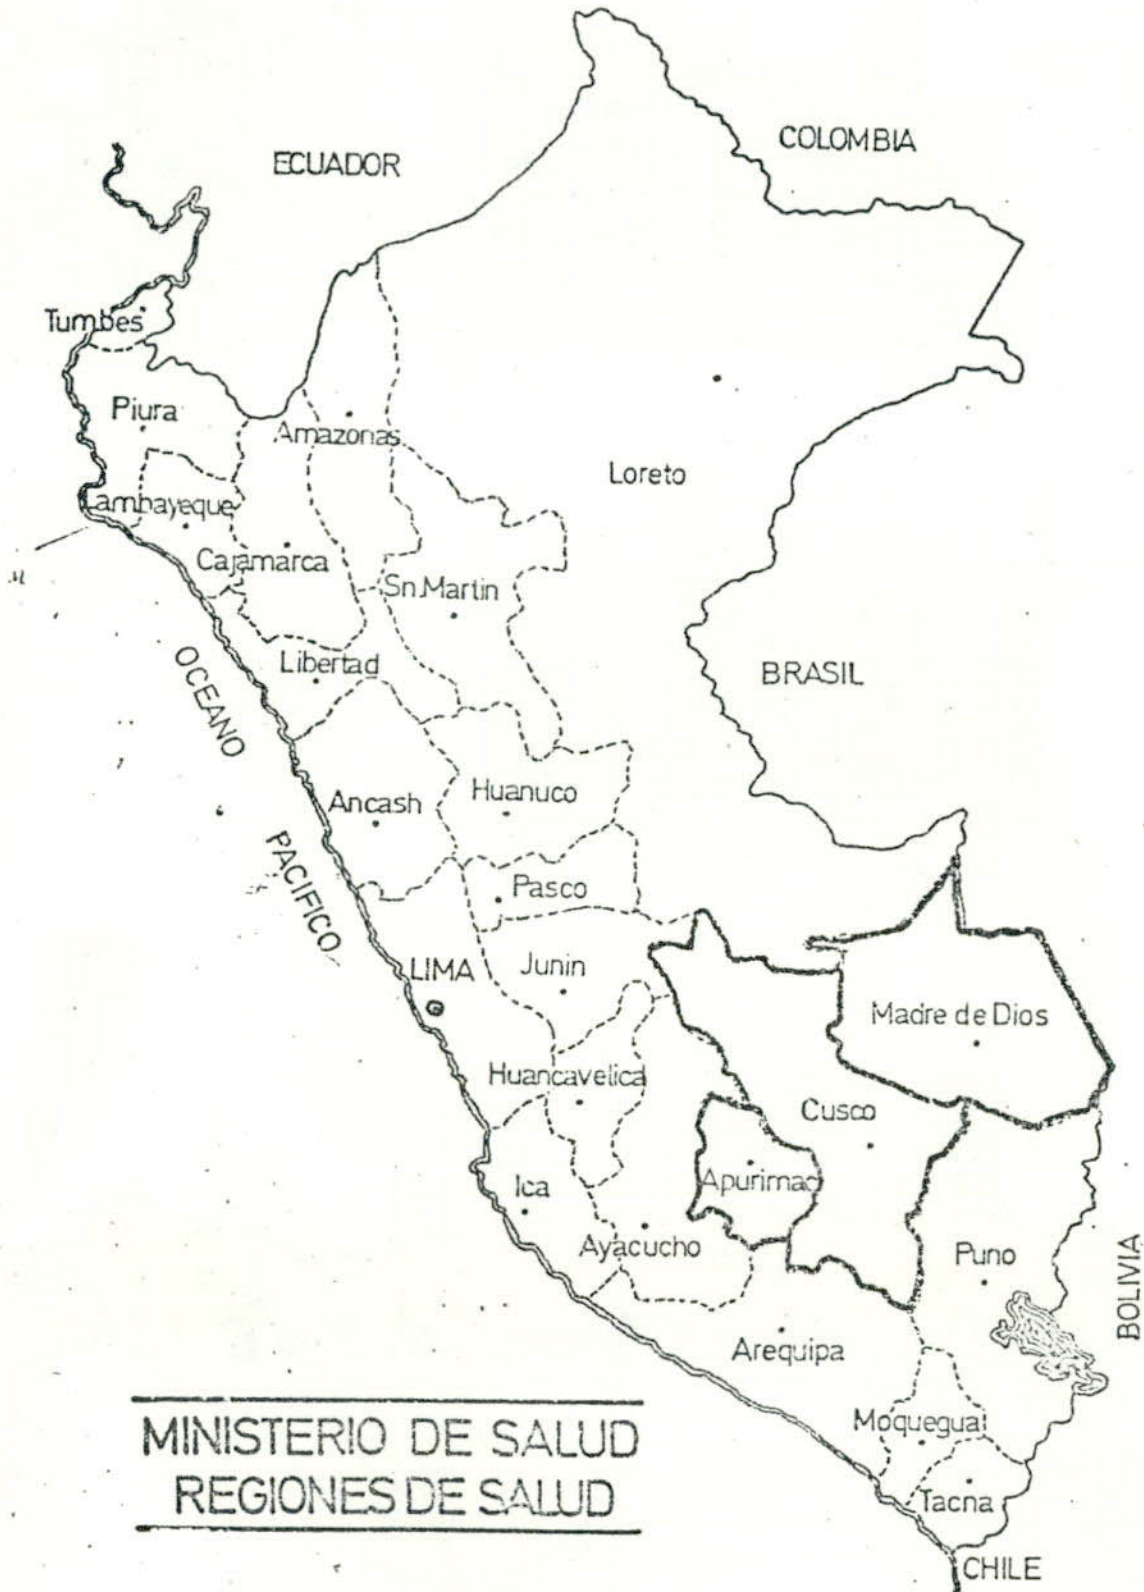 COLOMBIA
ECUADOR
Tumbes
Piura
Amazonas
Loreto
Lambayeque
Cajamarca
Sn.Martin
Libertad
OCEANO
BRASIL
Huanuco
Ancash
PACIFICO
Pasco
LIMA
Junin
Madre de Dios
Huancavelica
Cusco
Apurimac
Ica
Ayacucho
Puno
BOLIVIA
Arequipa
Moquegua
Tacna
MINISTERIO DE SALUD
REGIONES DE SALUD
CHILE